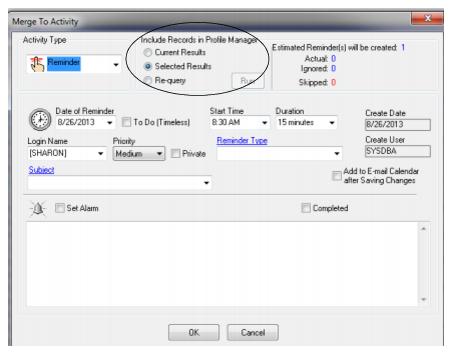 Merge To Activity
Activity Type
Reminder
Include Records in Profile Manager
Current Results
Selected Results
Re-query
Run
Estimated Reminder(s) will be created: 1
Actual: 0
Ignored: 0
Skipped: 0
Date of Reminder
8/26/2013
To Do (Timeless)
Start Time
8:30 AM
Duration
15 minutes
Create Date
8/26/2013
Login Name
[SHARON]
Priority
Medium
Private
Reminder Type
Create User
SYSDBA
Subject
Add to E-mail Calendar
after Saving Changes
Set Alarm
Completed
OK
Cancel